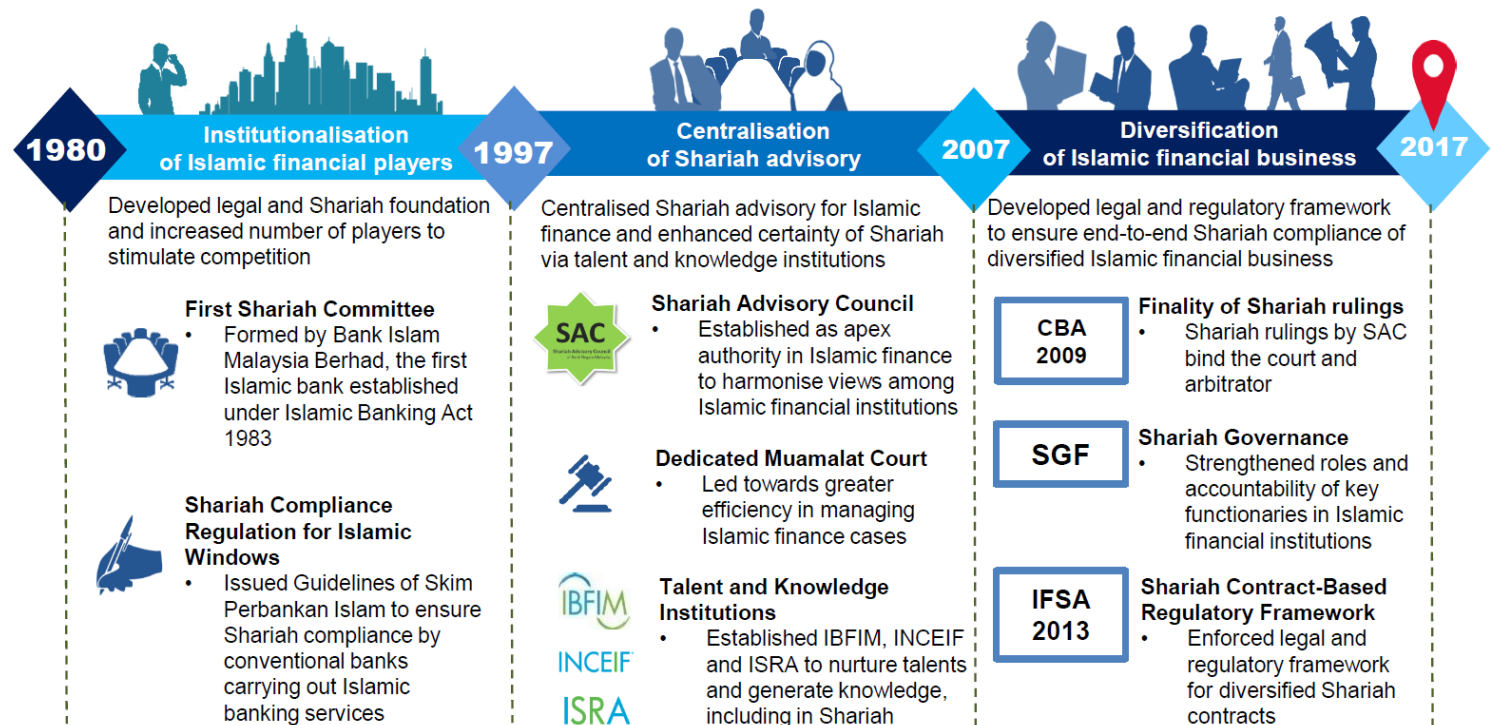 1980
Institutionalisation
of Islamic financial players
1997
Centralisation
of Shariah advisory
2007
Diversification
of Islamic financial business
2017
Developed legal and Shariah foundation
and increased number of players to
stimulate competition
First Shariah Committee
• Formed by Bank Islam
Malaysia Berhad, the first
Islamic bank established
under Islamic Banking Act
1983
Shariah Compliance
Regulation for Islamic
Windows
• Issued Guidelines of Skim
Perbankan Islam to ensure
Shariah compliance by
conventional banks
carrying out Islamic
banking services
Centralised Shariah advisory for Islamic
finance and enhanced certainty of Shariah
via talent and knowledge institutions
SAC
Shariah Advisory Council
of Bank Negara Malaysia
Shariah Advisory Council
• Established as apex
authority in Islamic finance
to harmonise views among
Islamic financial institutions
Dedicated Muamalat Court
• Led towards greater
efficiency in managing
Islamic finance cases
IBFIM
INCEIF
ISRA
Talent and Knowledge
Institutions
• Established IBFIM, INCEIF
and ISRA to nurture talents
and generate knowledge,
including in Shariah
Developed legal and regulatory framework
to ensure end-to-end Shariah compliance of
diversified Islamic financial business
CBA
2009
Finality of Shariah rulings
• Shariah rulings by SAC
bind the court and
arbitrator
SGF
Shariah Governance
• Strengthened roles and
accountability of key
functionaries in Islamic
financial institutions
IFSA
2013
Shariah Contract-Based
Regulatory Framework
• Enforced legal and
regulatory framework
for diversified Shariah
contracts